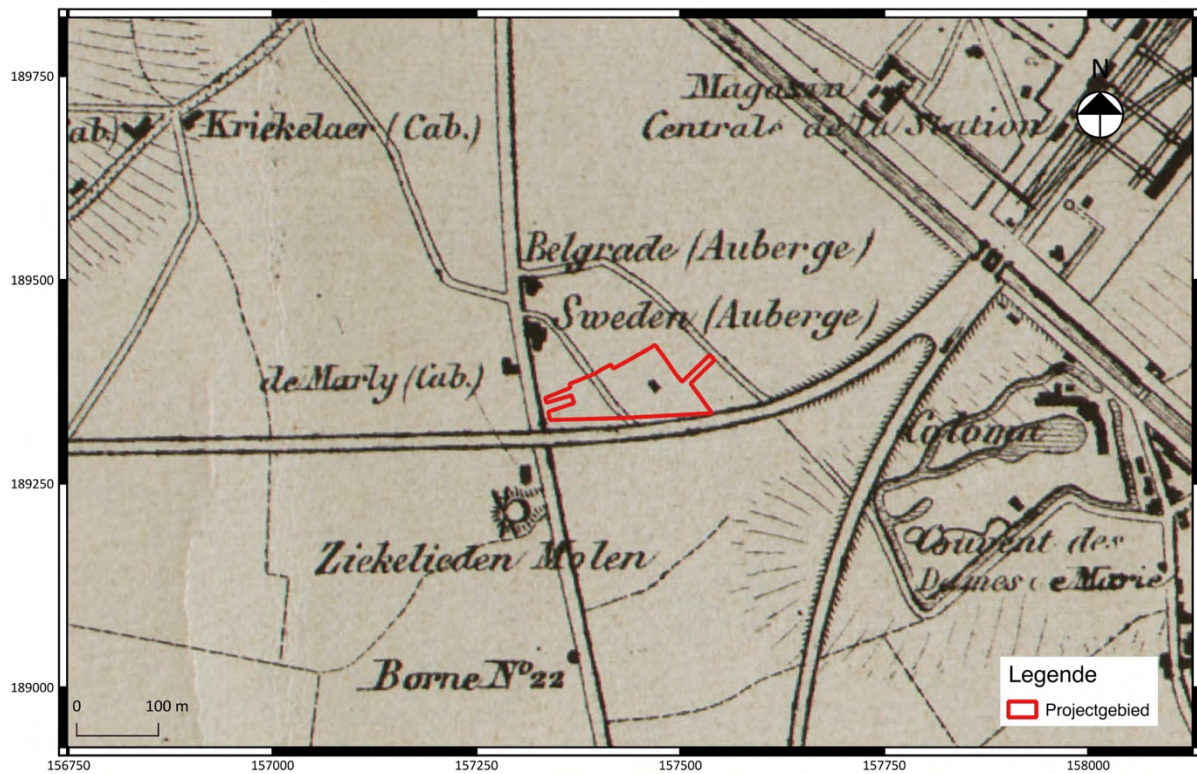 189750
189500
189250
189000
Magasin
Centrale de la Station
N
ab.)
Kriekelaer (Cab.)
Belgrade (Auberge)
Sweden (Auberge)
de Marly (Cab.)
Coloma
Ziekelieden Molen
Couvent des
Dames de Marie
Borne No 22
Legende
Projectgebied
0 100 m
156750 157000 157250 157500 157750 158000